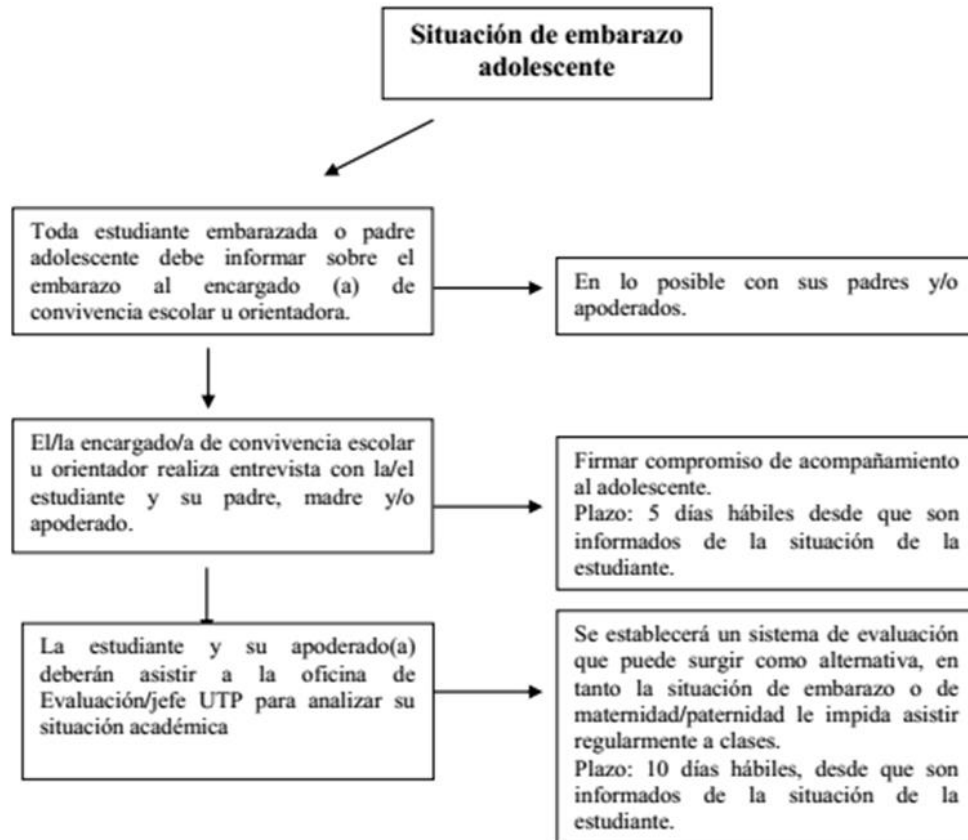 Situación de embarazo
adolescente
Toda estudiante embarazada o padre
adolescente debe informar sobre el
embarazo al encargado (a) de
convivencia escolar u orientadora.
En lo posible con sus padres y/o
apoderados.
El/la encargado/a de convivencia escolar
u orientador realiza entrevista con la/el
estudiante y su padre, madre y/o
apoderado.
Firmar compromiso de acompañamiento
al adolescente.
Plazo: 5 días hábiles desde que son
informados de la situación de la
estudiante.
La estudiante y su apoderado(a)
deberán asistir a la oficina de
Evaluación/jefe UTP para analizar su
situación académica
Se establecerá un sistema de evaluación
que puede surgir como alternativa, en
tanto la situación de embarazo o de
maternidad/paternidad le impida asistir
regularmente a clases.
Plazo: 10 días hábiles, desde que son
informados de la situación de la
estudiante.